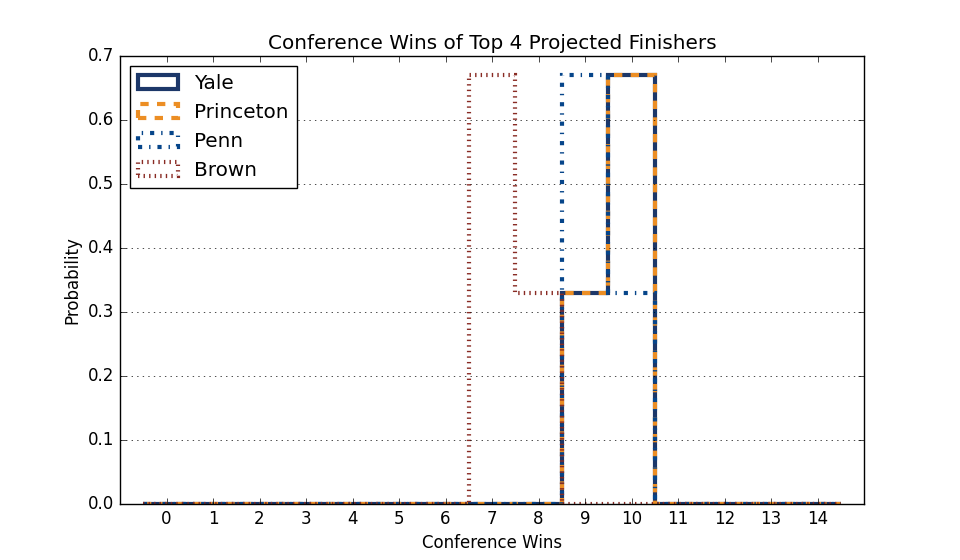 Conference Wins of Top 4 Projected Finishers
0.7
0.6
0.5
0.4
0.3
0.2
0.1
0.0
Probability
Yale
Princeton
Penn
Brown
0 1 2 3 4 5 6 7 8 9 10 11 12 13 14
Conference Wins